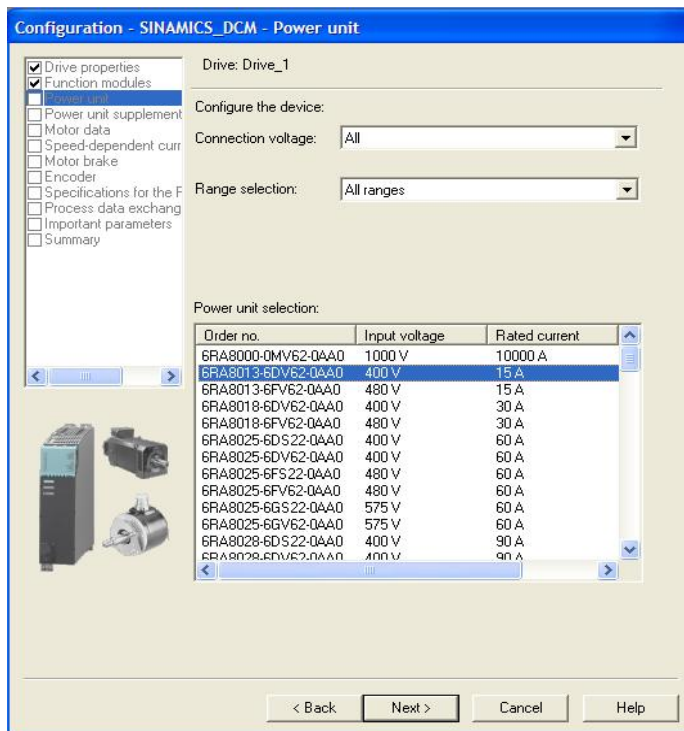 Configuration - SINAMICS_DCM - Power unit
Drive properties
Function modules
Power unit
Power unit supplement
Motor data
Speed-dependent curr
Motor brake
Encoder
Specifications for the F
Process data exchang
Important parameters
Summary
Drive: Drive_1
Configure the device:
Connection voltage: All
Range selection: All ranges
Power unit selection:
Order no. Input voltage Rated current
6RA8000-0MV62-0AA0 1000 V 10000 A
6RA8013-6DV62-0AA0 400 V 15 A
6RA8013-6FV62-0AA0 480 V 15 A
6RA8018-6DV62-0AA0 400 V 30 A
6RA8018-6FV62-0AA0 480 V 30 A
6RA8025-6DS22-0AA0 400 V 60 A
6RA8025-6DV62-0AA0 400 V 60 A
6RA8025-6FS22-0AA0 480 V 60 A
6RA8025-6FV62-0AA0 480 V 60 A
6RA8025-6GS22-0AA0 575 V 60 A
6RA8025-6GV62-0AA0 575 V 60 A
6RA8028-6DS22-0AA0 400 V 90 A
6RA8028-6DV62-0AA0 400 V 90 A
< Back Next > Cancel Help